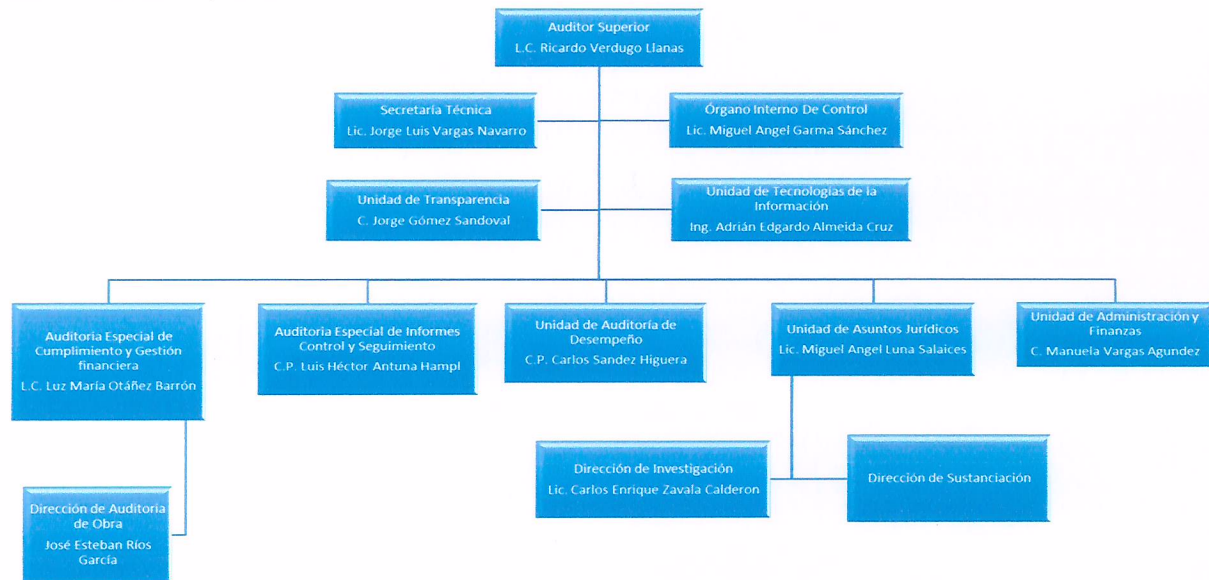 Auditor Superior
L.C. Ricardo Verdugo Llanas
Secretaría Técnica
Lic. Jorge Luis Vargas Navarro
Órgano Interno De Control
Lic. Miguel Angel Garma Sánchez
Unidad de Transparencia
C. Jorge Gómez Sandoval
Unidad de Tecnologías de la
Información
Ing. Adrián Edgardo Almeida Cruz
Auditoria Especial de
Cumplimiento y Gestión
financiera
L.C. Luz María Otáñez Barrón
Auditoria Especial de Informes
Control y Seguimiento
C.P. Luis Héctor Antuna Hampl
Unidad de Auditoría de
Desempeño
C.P. Carlos Sandez Higuera
Unidad de Asuntos Jurídicos
Lic. Miguel Angel Luna Salaices
Unidad de Administración y
Finanzas
C. Manuela Vargas Agundez
Dirección de Auditoria
de Obra
José Esteban Ríos
García
Dirección de Investigación
Lic. Carlos Enrique Zavala Calderon
Dirección de Sustanciación